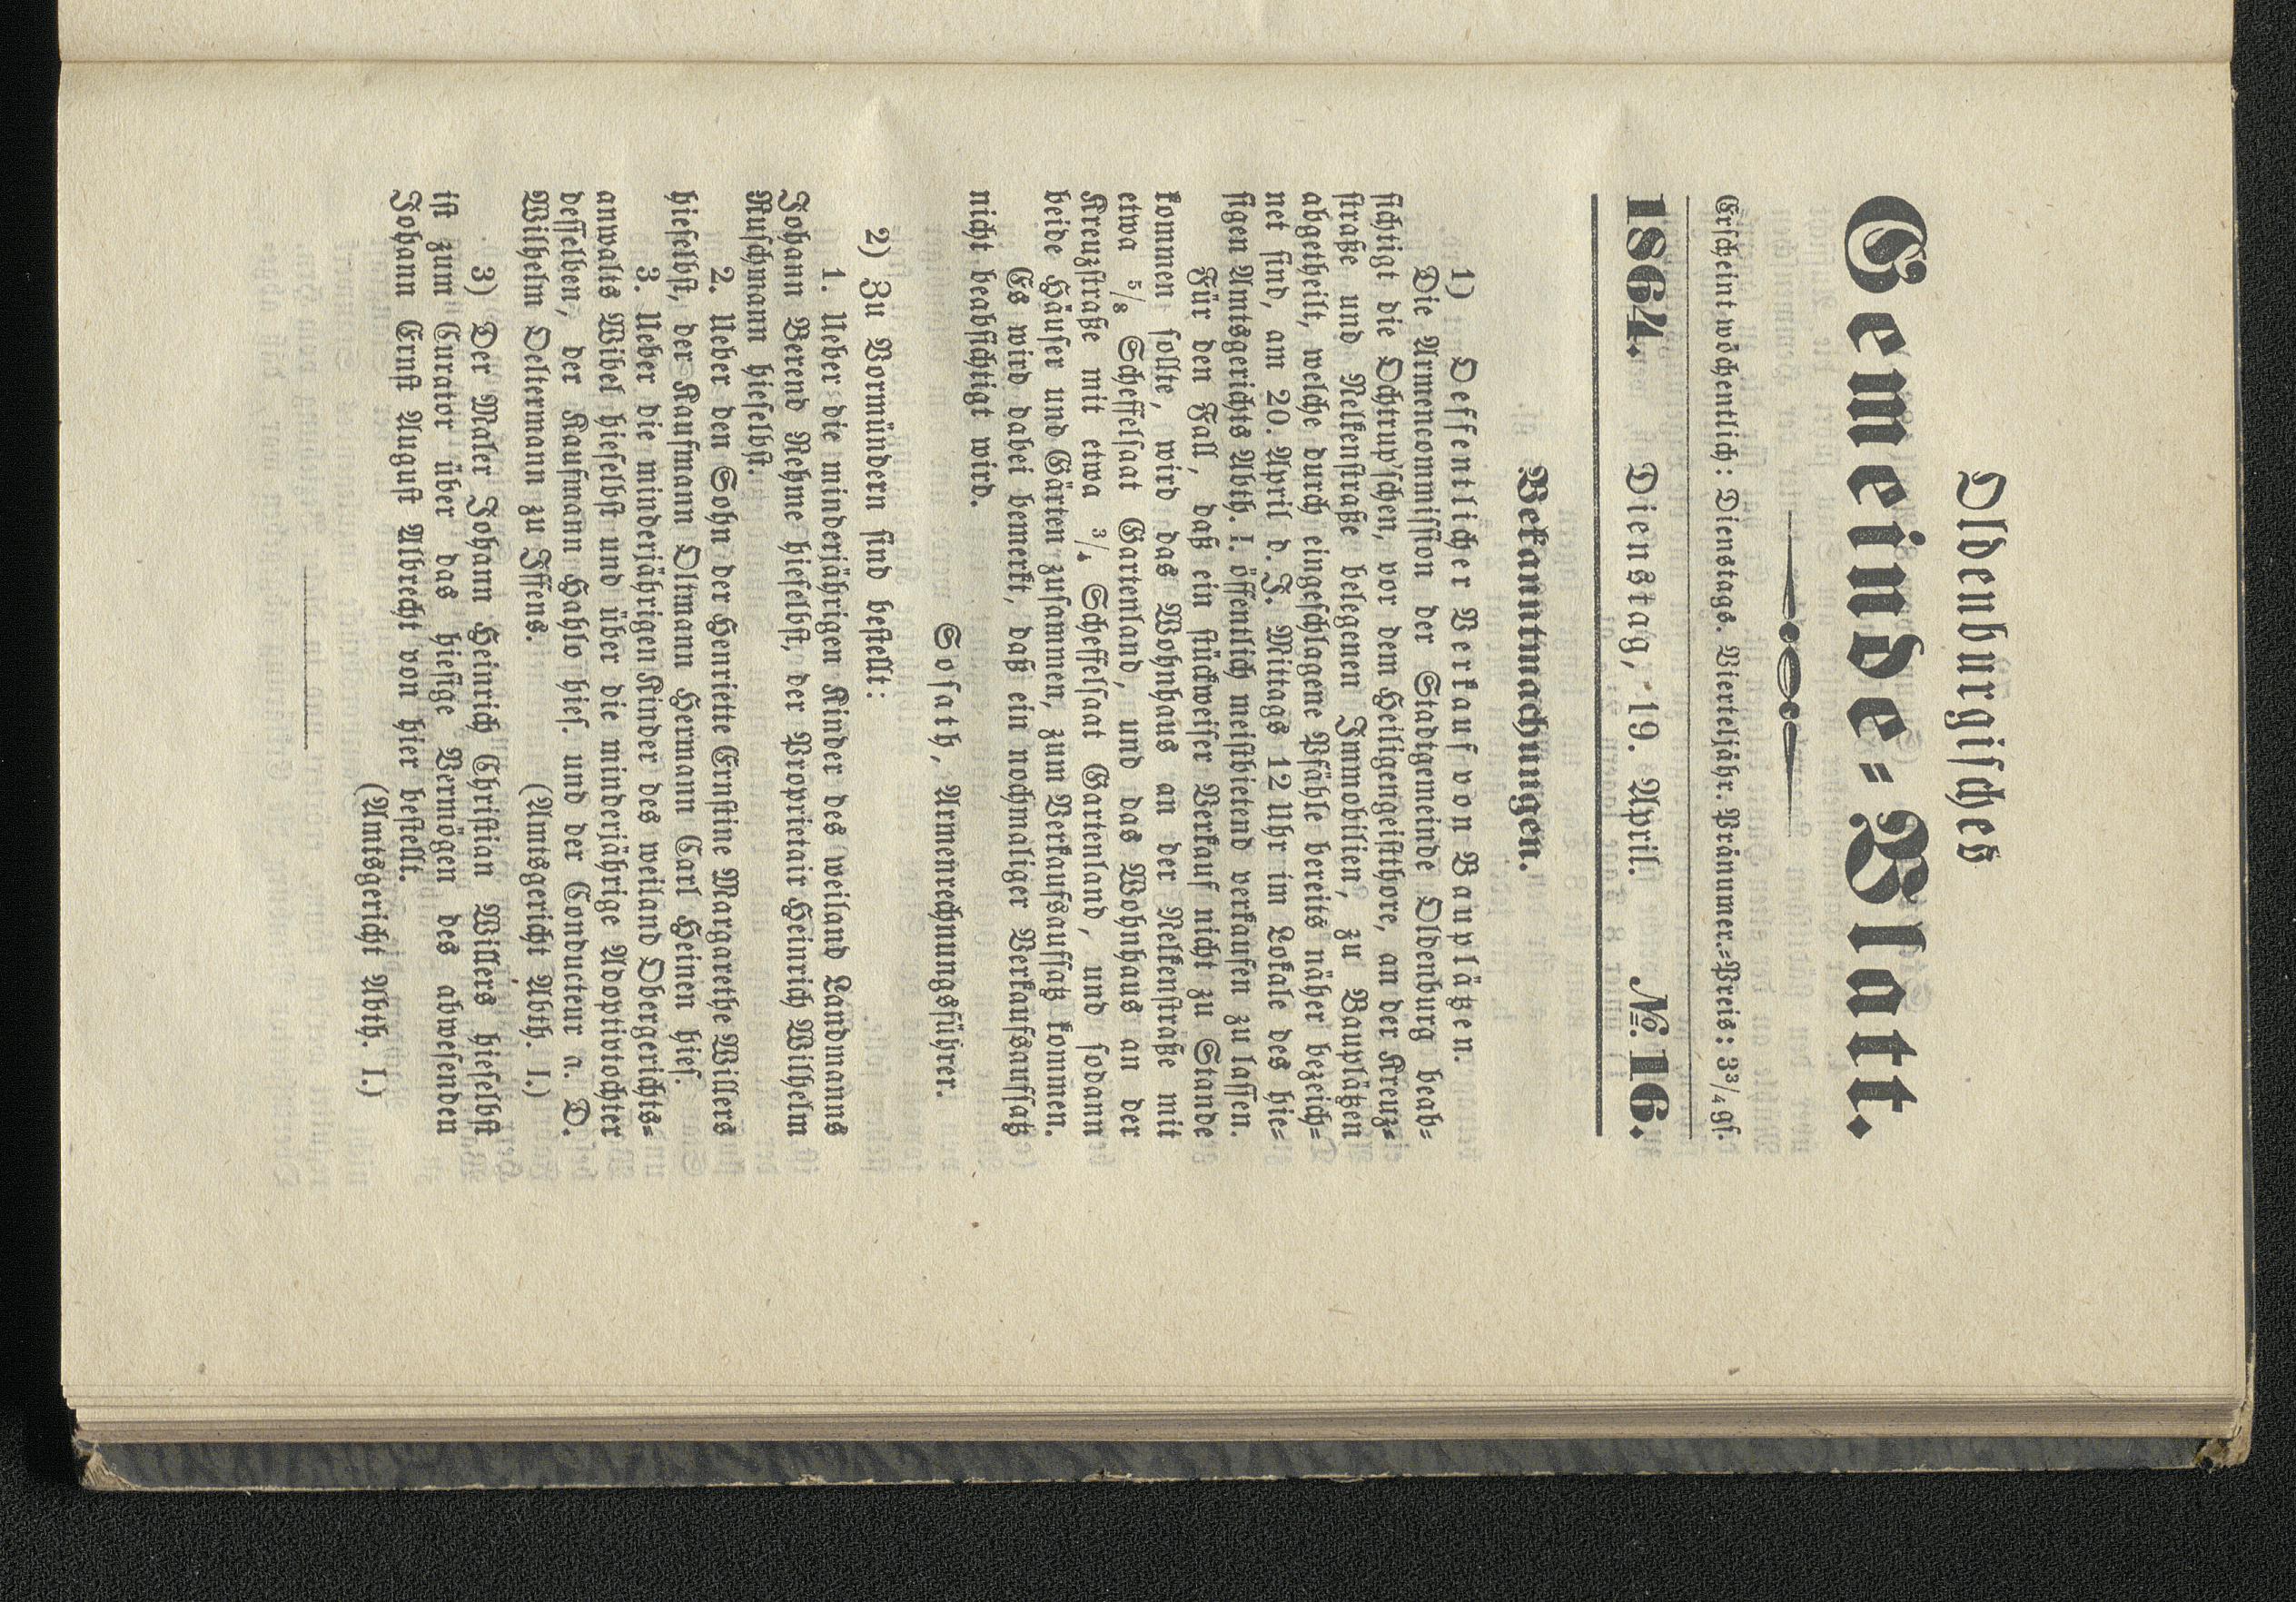 Oldenburgisches
Gemeinde-Blatt.
Erscheint wöchentlich: Dienstags. Vierteljähr. Pränumer.-Preis: 3³/₄ gſ.
1864. Dienstag, 19. April. №. 16.
Bekanntmachungen.
1) Oeffentlicher Verkauf von Bauplätzen.
Die Armencommiſſion der Stadtgemeinde Oldenburg beab-
ſichtigt die Ochtrup'ſchen, vor dem Heiligengeiſtthore, an der Kreuz-
ſtraße und Nelkenſtraße belegenen Immobilien, zu Bauplätzen
abgetheilt, welche durch eingeſchlagene Pfähle bereits näher bezeich-
net ſind, am 20. April d. J. Mittags 12 Uhr im Lokale des hie-
ſigen Amtsgerichts Abth. I. öffentlich meiſtbietend verkaufen zu laſſen.
Für den Fall, daß ein ſtückweiſer Verkauf nicht zu Stande
kommen ſollte, wird das Wohnhaus an der Nelkenſtraße mit
etwa ⁵/₈ Scheffelſaat Gartenland, und das Wohnhaus an der
Kreuzſtraße mit etwa ³/₄ Scheffelſaat Gartenland, und ſodann
beide Häuſer und Gärten zuſammen, zum Verkaufsaufſatz kommen.
Es wird dabei bemerkt, daß ein nochmaliger Verkaufsaufſatz
nicht beabſichtigt wird.
Soſath, Armenrechnungsführer.
2) Zu Vormündern ſind beſtellt:
1. Ueber die minderjährigen Kinder des weiland Landmanns
Johann Berend Rehme hieſelbſt, der Proprietair Heinrich Wilhelm
Ruſchmann hieſelbſt.
2. Ueber den Sohn der Henriette Ernſtine Margarethe Willers
hieſelbſt, der Kaufmann Oltmann Hermann Carl Heinen hieſ.
3. Ueber die minderjährigen Kinder des weiland Obergerichts-
anwalts Wibel hieſelbſt und über die minderjährige Adoptivtochter
deſſelben, der Kaufmann Hahlo hieſ. und der Conducteur a. D.
Wilhelm Deltermann zu Iffens.
(Amtsgericht Abth. I.)
3) Der Maler Johann Heinrich Chriſtian Willers hieſelbſt
iſt zum Curator über das hieſige Vermögen des abweſenden
Johann Ernſt Auguſt Albrecht von hier beſtellt.
(Amtsgericht Abth. I.)